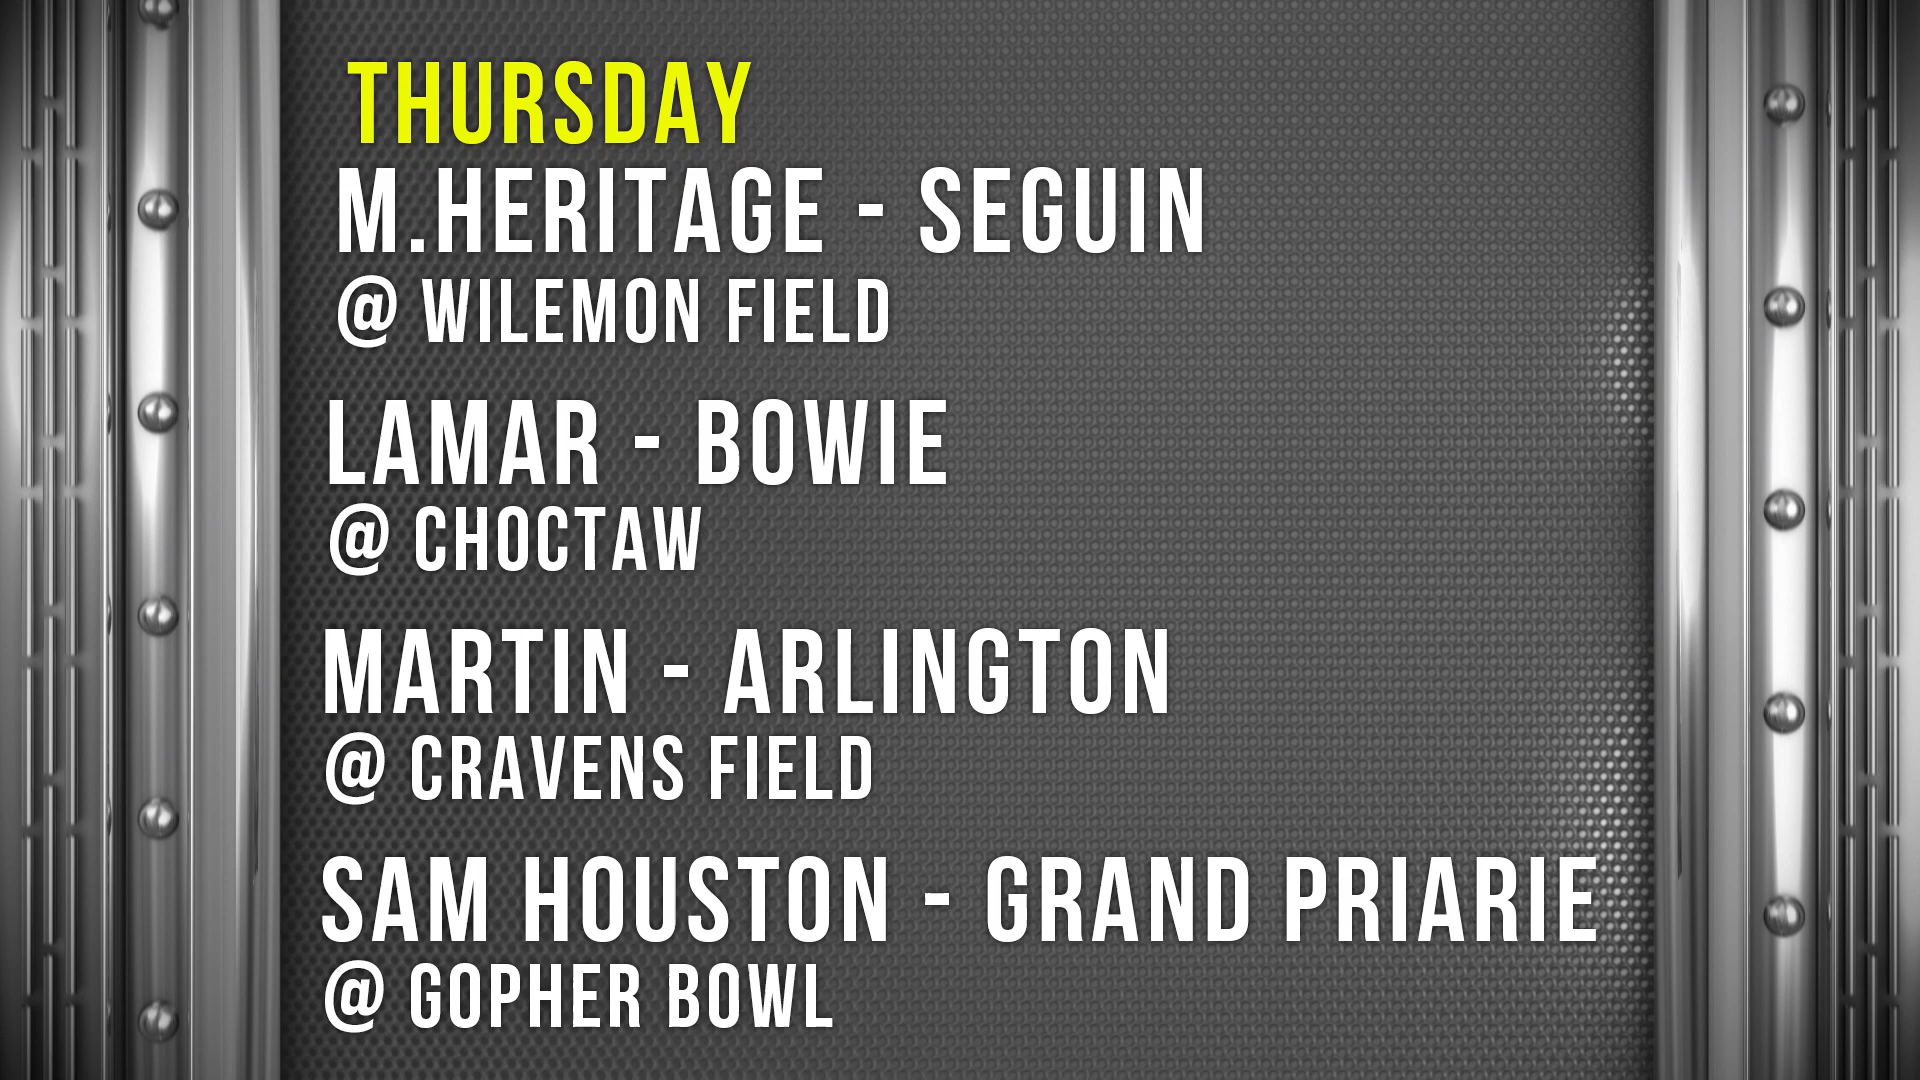 THURSDAY
M.HERITAGE - SEGUIN
@ WILEMON FIELD
LAMAR - BOWIE
@ CHOCTAW
MARTIN - ARLINGTON
@ CRAVENS FIELD
SAM HOUSTON - GRAND PRIARIE
@ GOPHER BOWL